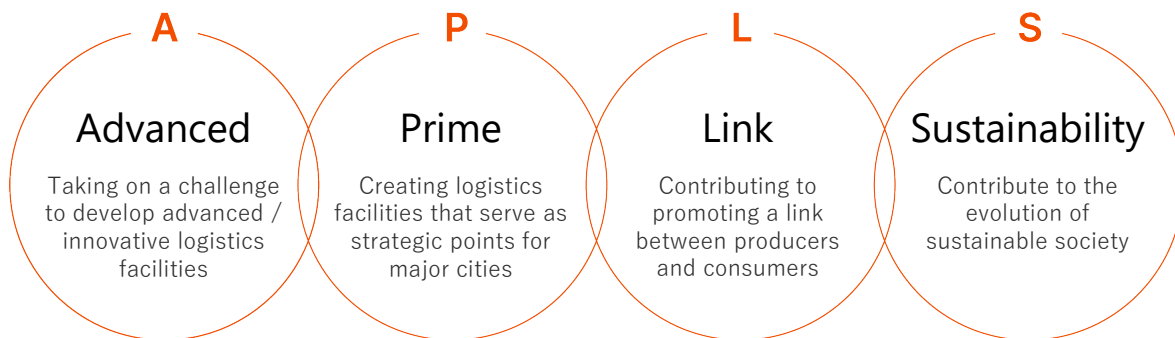 A
P
L
S
Advanced
Prime
Link
Sustainability
Taking on a challenge
to develop advanced /
innovative logistics
facilities
Creating logistics
facilities that serve as
strategic points for
major cities
Contributing to
promoting a link
between producers
and consumers
Contribute to the
evolution of
sustainable society